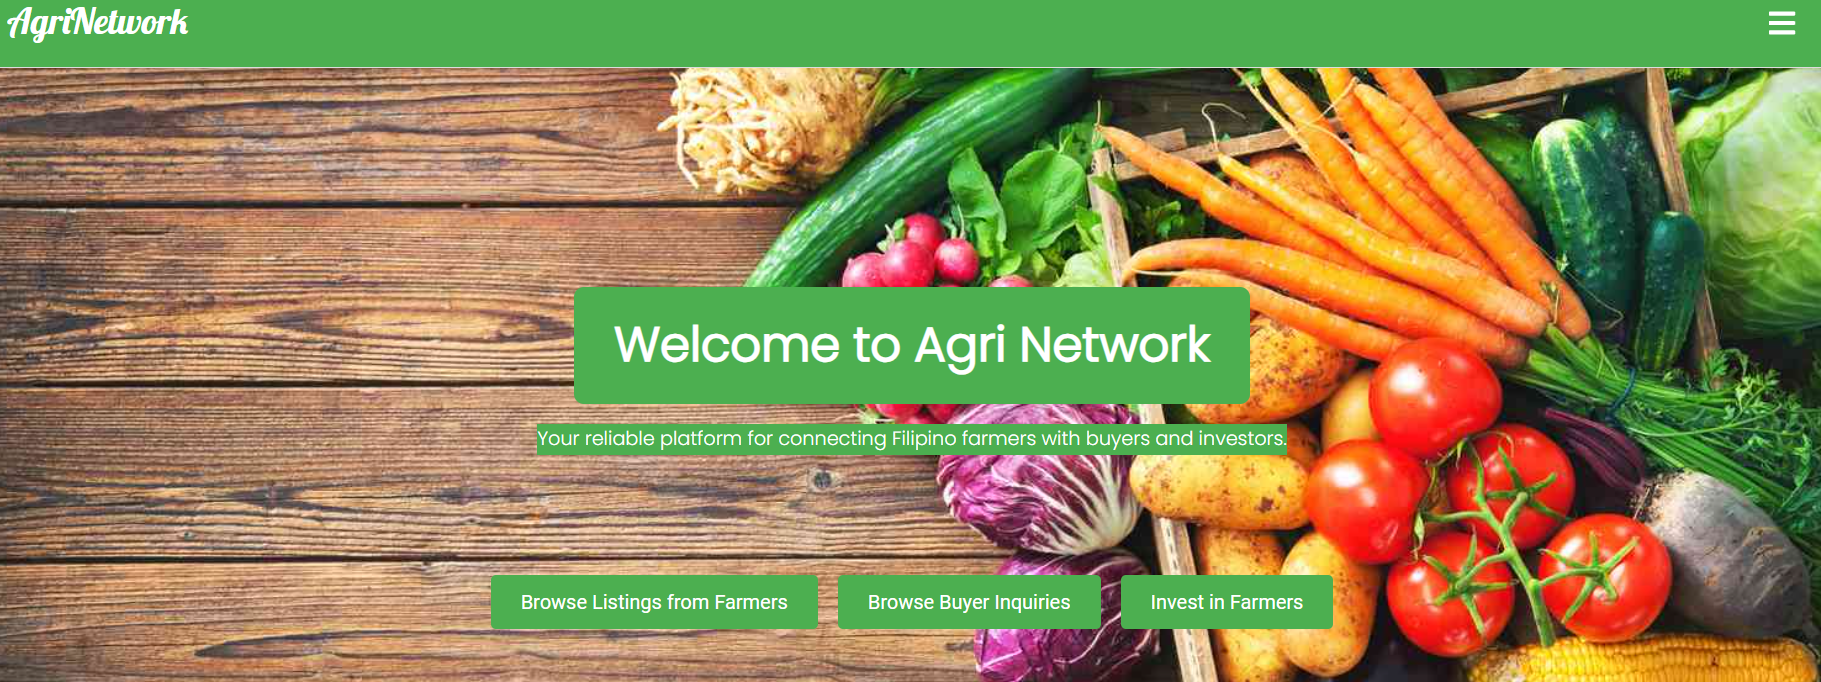 AgriNetwork
Welcome to Agri Network
Your reliable platform for connecting Filipino farmers with buyers and investors.
Browse Listings from Farmers
Browse Buyer Inquiries
Invest in Farmers